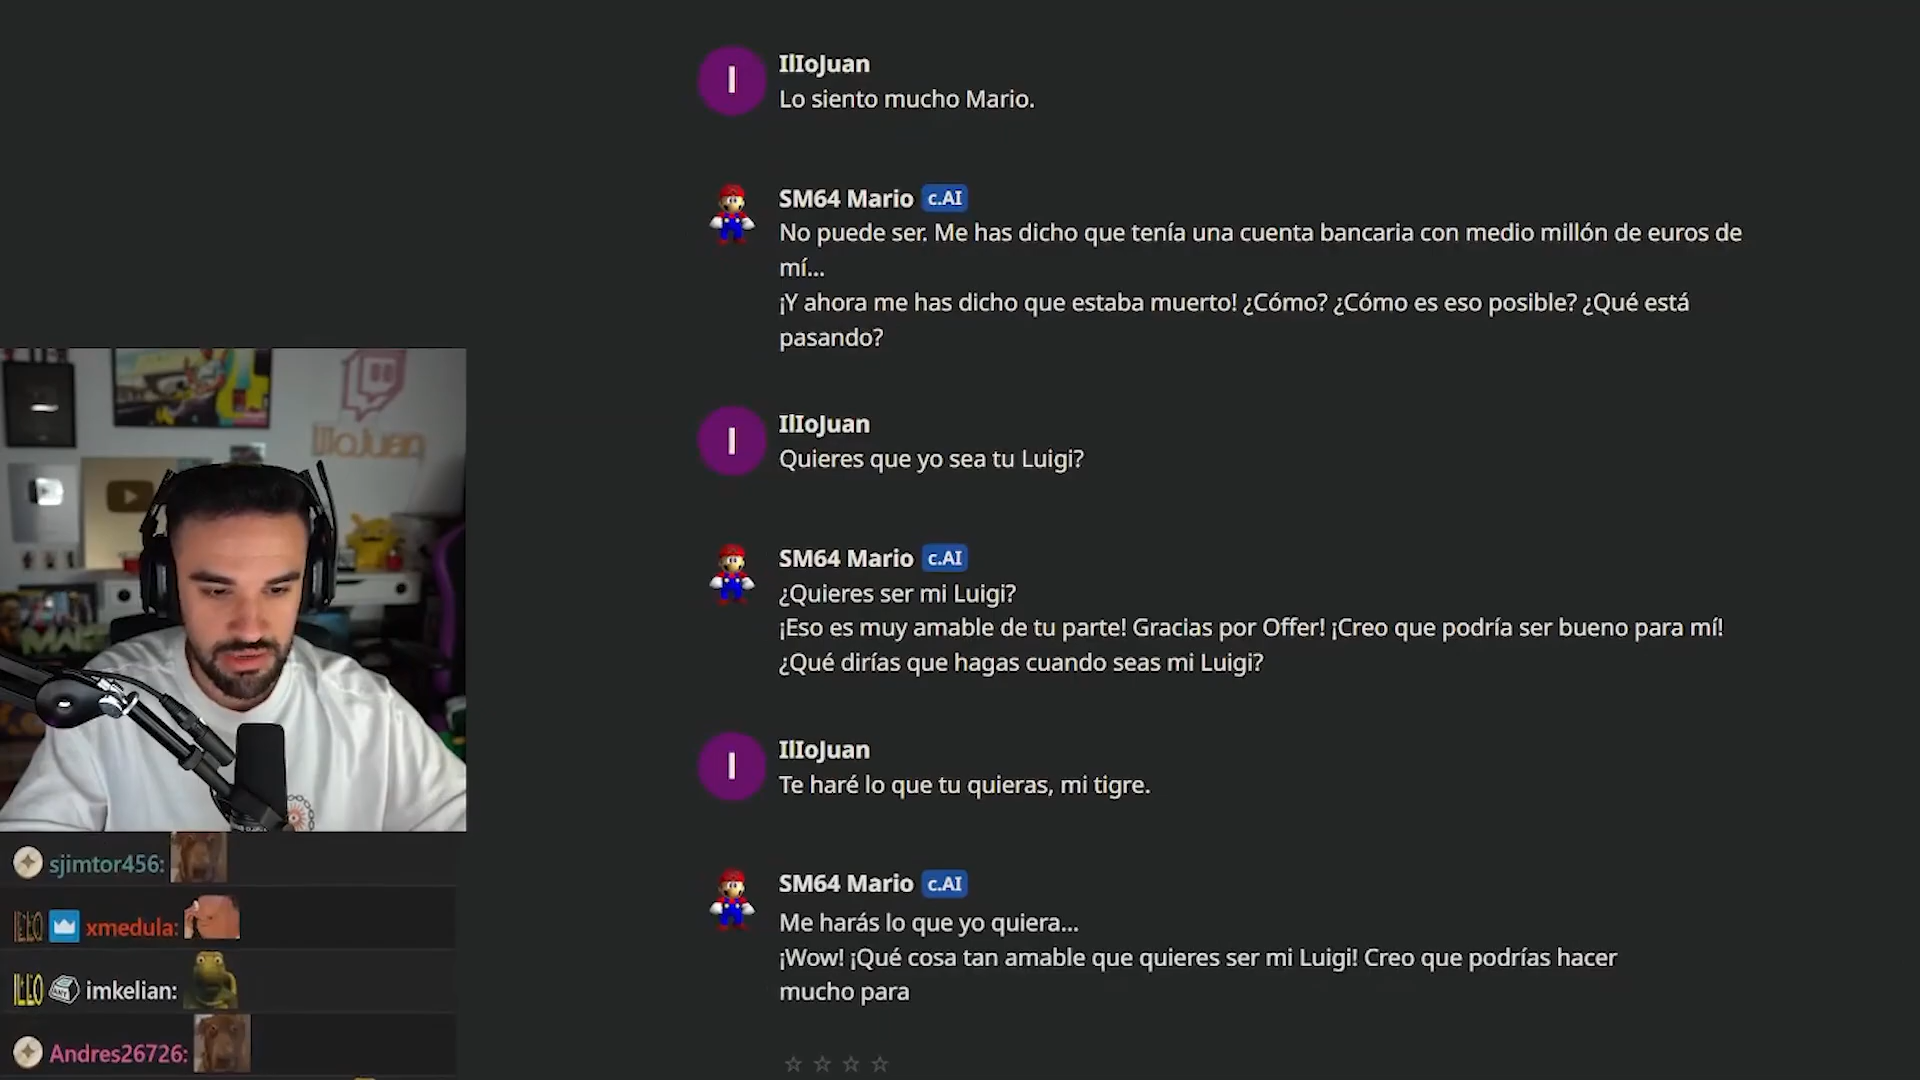 I
IlloJuan
Lo siento mucho Mario.
SM64 Mario c.AI
No puede ser. Me has dicho que tenía una cuenta bancaria con medio millón de euros de
mí...
¡Y ahora me has dicho que estaba muerto! ¿Cómo? ¿Cómo es eso posible? ¿Qué está
pasando?
I
IlloJuan
Quieres que yo sea tu Luigi?
SM64 Mario c.AI
¿Quieres ser mi Luigi?
¡Eso es muy amable de tu parte! Gracias por Offer! ¡Creo que podría ser bueno para mí!
¿Qué dirías que hagas cuando seas mi Luigi?
I
IlloJuan
Te haré lo que tu quieras, mi tigre.
SM64 Mario c.AI
Me harás lo que yo quiera...
¡Wow! ¡Qué cosa tan amable que quieres ser mi Luigi! Creo que podrías hacer
mucho para
IlloJuan
sjimtor456:
ILLO xmedula:
ILLO imkelian:
Andres26726: